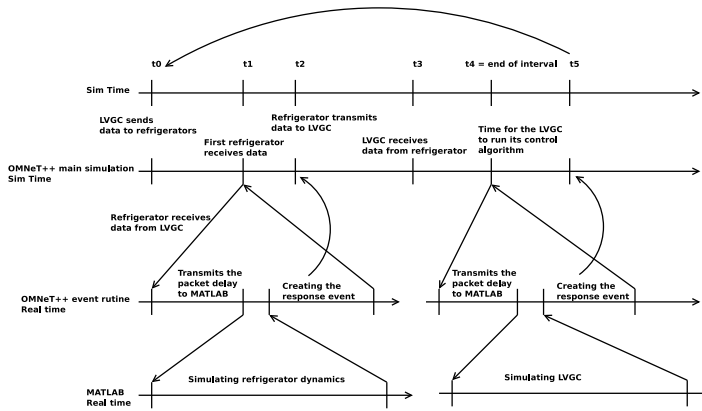 t0
t1
t2
t3
t4 = end of interval
t5
Sim Time
LVGC sends
data to refrigerators
First refrigerator
receives data
Refrigerator transmits
data to LVGC
LVGC receives
data from refrigerator
Time for the LVGC
to run its control
algorithm
OMNeT++ main simulation
Sim Time
Refrigerator receives
data from LVGC
Transmits the
packet delay
to MATLAB
Creating the
response event
Transmits the
packet delay
to MATLAB
Creating the
response event
OMNeT++ event rutine
Real time
Simulating refrigerator dynamics
Simulating LVGC
MATLAB
Real time